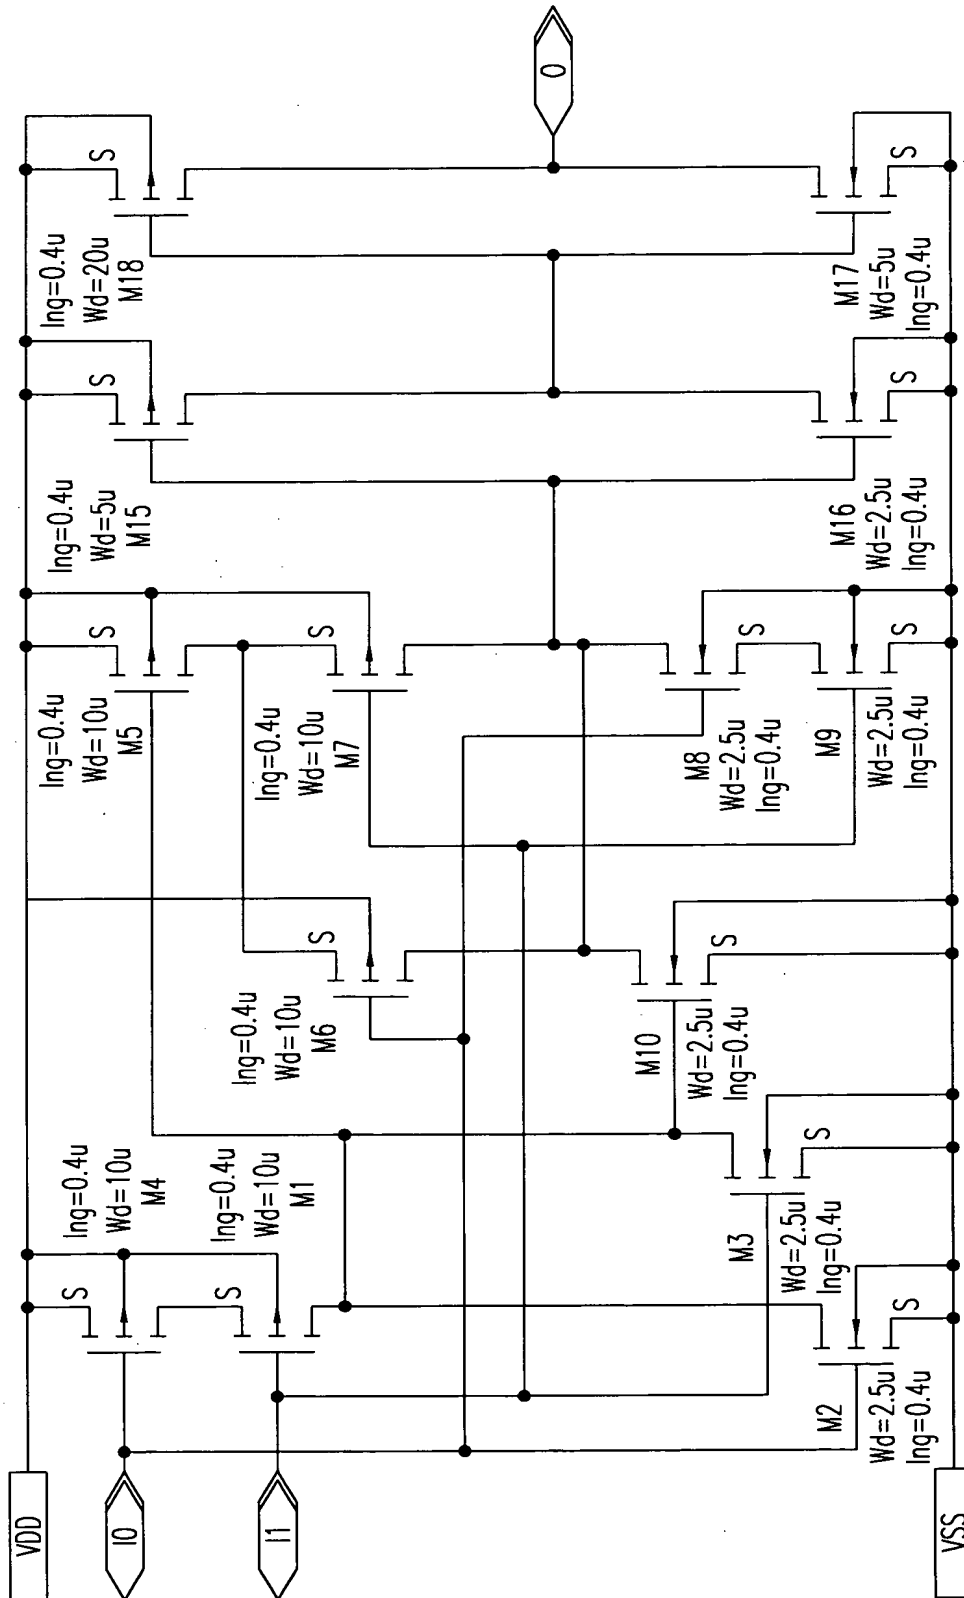 VDD
I0
I1
VSS
lng=0.4u
Wd=10u
M4
lng=0.4u
Wd=10u
M1
S
S
M2
Wd=2.5u
lng=0.4u
S
M3
Wd=2.5u
lng=0.4u
S
lng=0.4u
Wd=10u
M6
S
M10
Wd=2.5u
lng=0.4u
S
lng=0.4u
Wd=10u
M5
S
lng=0.4u
Wd=10u
M7
S
M8
Wd=2.5u
lng=0.4u
S
M9
Wd=2.5u
lng=0.4u
S
lng=0.4u
Wd=5u
M15
S
M16
Wd=2.5u
lng=0.4u
S
lng=0.4u
Wd=20u
M18
S
M17
Wd=5u
lng=0.4u
S
O